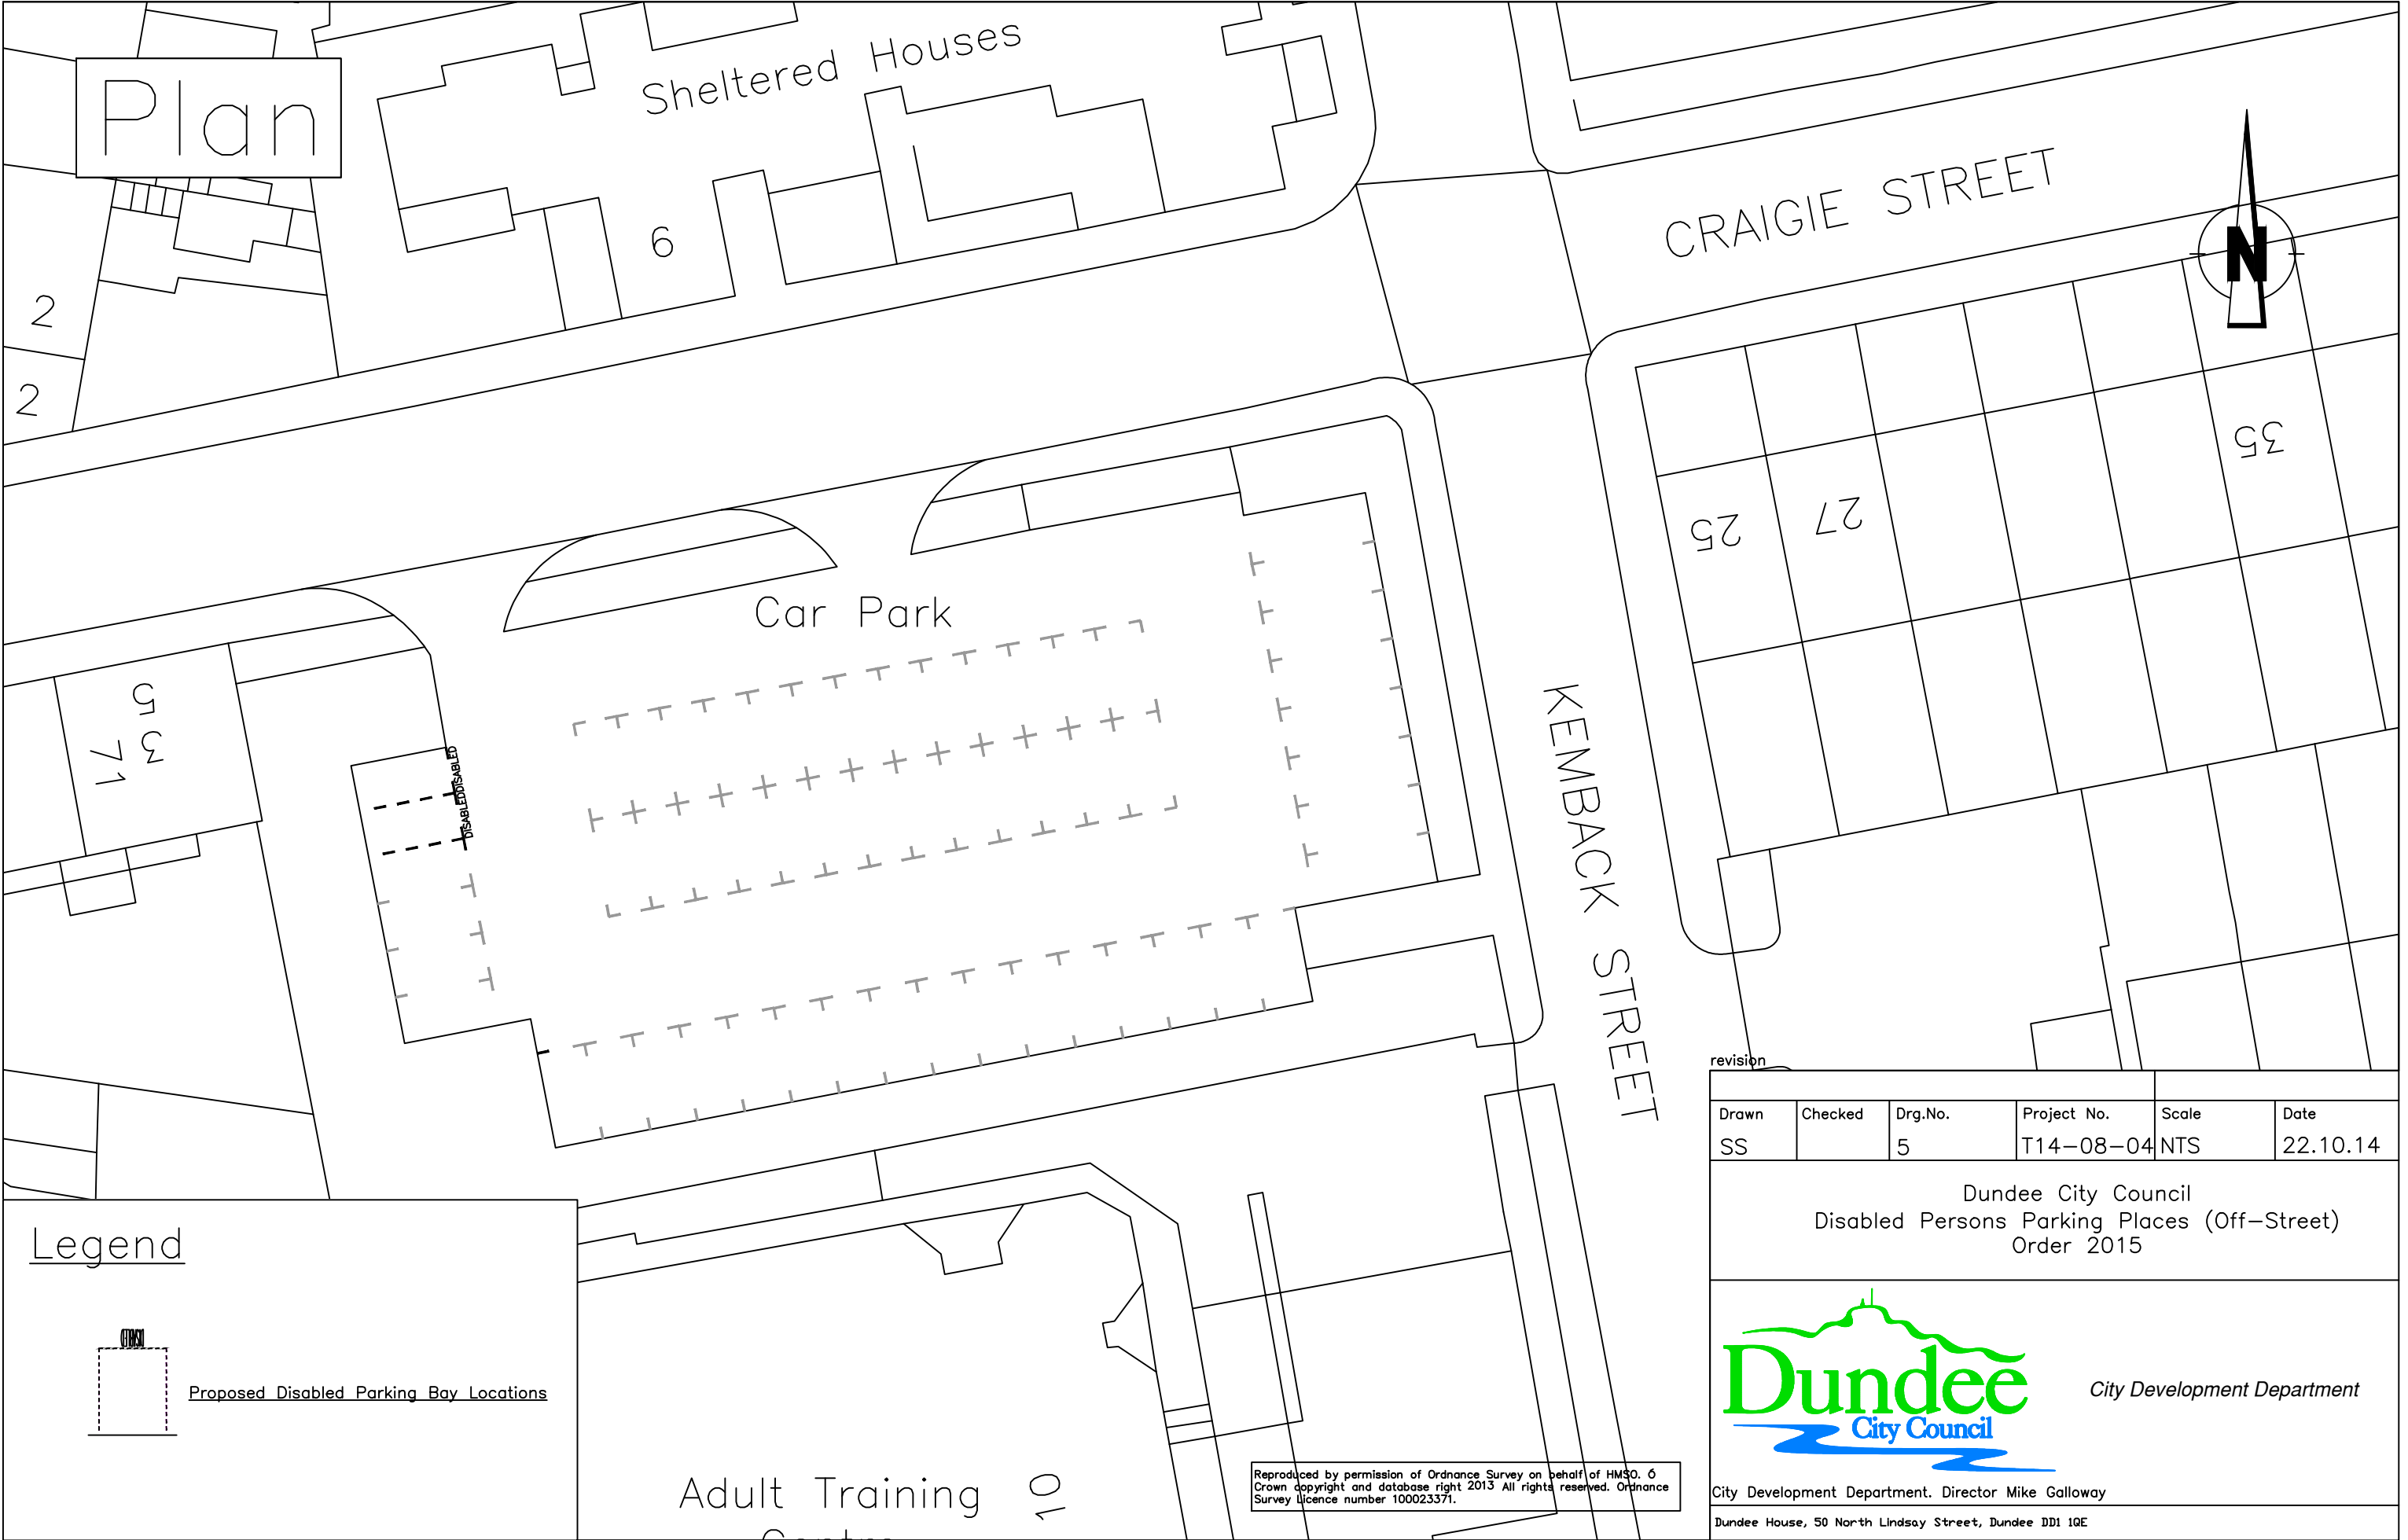 Plan
Sheltered Houses
6
2
2
CRAIGIE STREET
N
35
25
27
Car Park
5
3
71
DISABLED
DISABLED
KEMBACK STREET
revision
Drawn Checked Drg.No. Project No. Scale Date
SS 5 T14-08-04 NTS 22.10.14
Dundee City Council
Disabled Persons Parking Places (Off-Street)
Order 2015
Legend
Proposed Disabled Parking Bay Locations
Dundee
City Council
City Development Department
Adult Training
Centre
10
Reproduced by permission of Ordnance Survey on behalf of HMSO. 6
Crown copyright and database right 2013 All rights reserved. Ordnance
Survey Licence number 100023371.
City Development Department. Director Mike Galloway
Dundee House, 50 North Lindsay Street, Dundee DD1 1QE